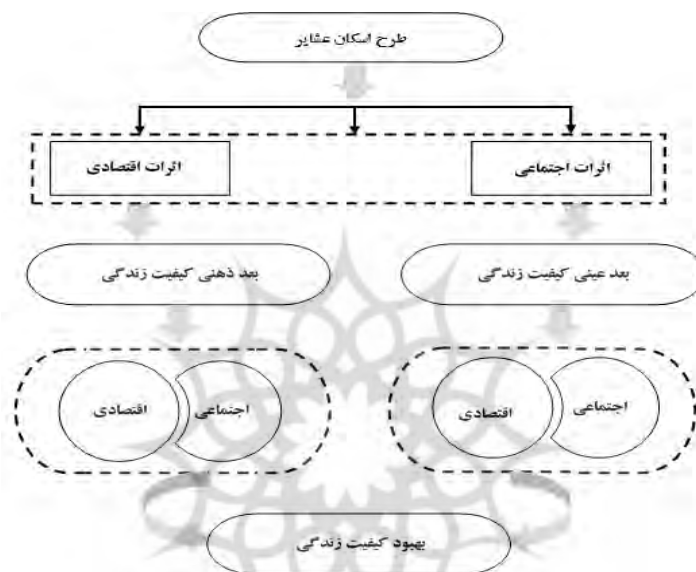 طرح اسکان عشایر
اثرات اجتماعی
اثرات اقتصادی
بعد عینی کیفیت زندگی
بعد ذهنی کیفیت زندگی
اجتماعی
اقتصادی
اجتماعی
اقتصادی
بهبود کیفیت زندگی